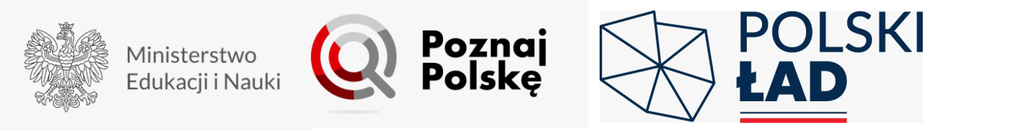 Ministerstwo
Edukacji i Nauki
Poznaj
Polskę
POLSKI
ŁAD